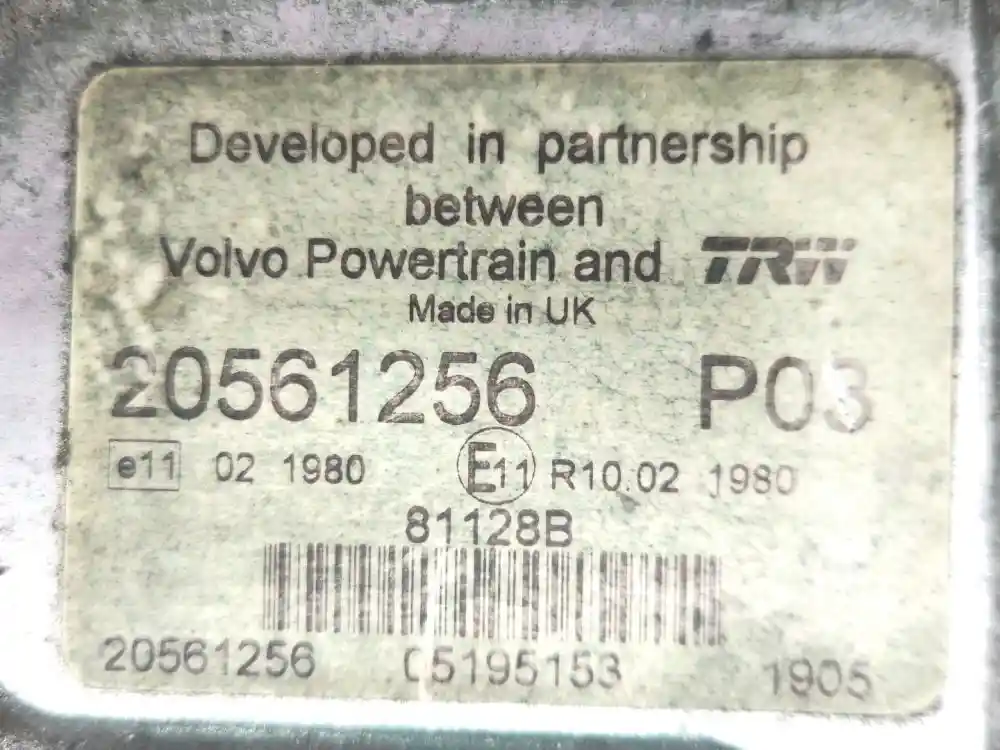 Developed in partnership
between
Volvo Powertrain and TRW
Made in UK
20561256 P03
e11 02 1980 E11 R10.02 1980
81128B
20561256 05195153 1905